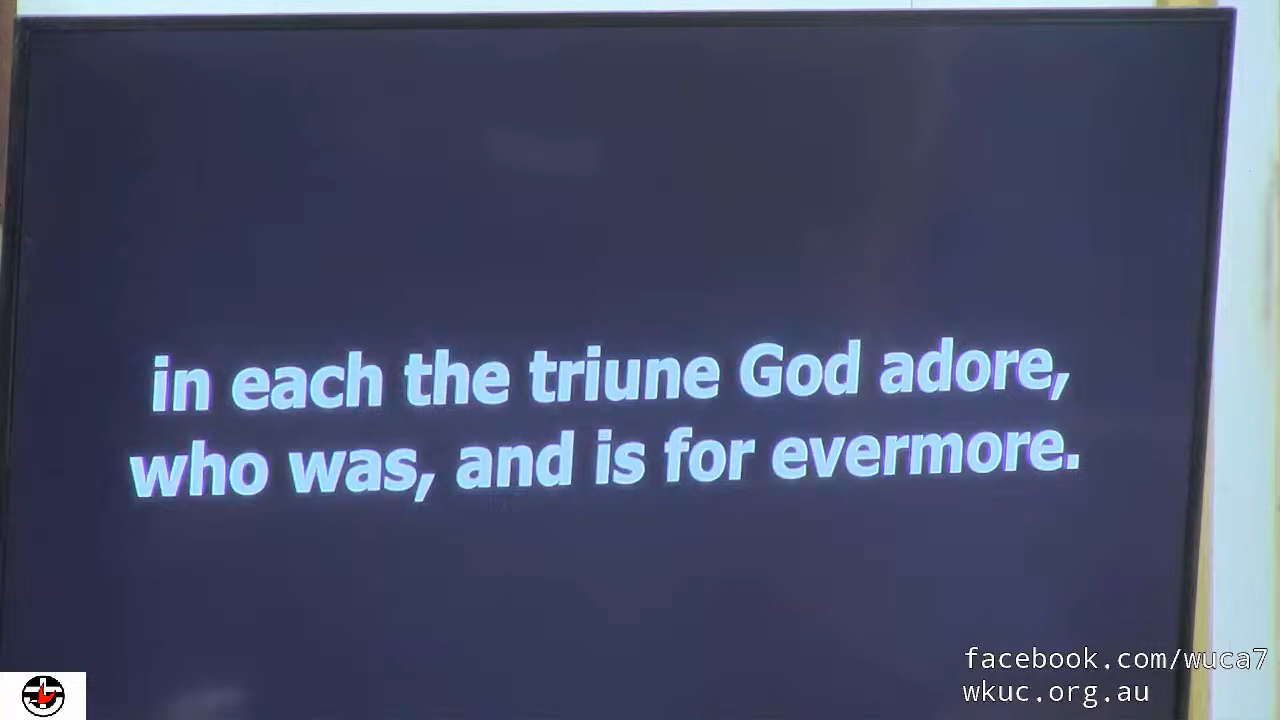 in each the triune God adore,
who was, and is for evermore.
facebook.com/wuca7
wkuc.org.au